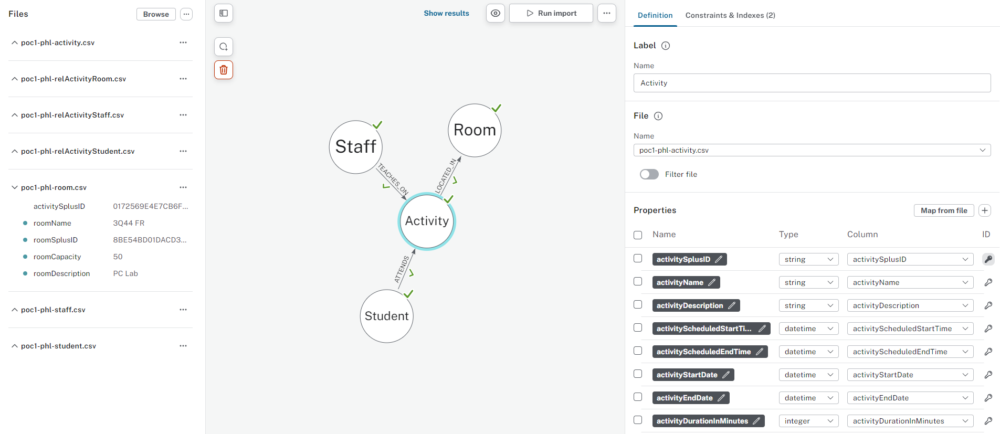 Files
Browse
poc1-phl-activity.csv
poc1-phl-relActivityRoom.csv
poc1-phl-relActivityStaff.csv
poc1-phl-relActivityStudent.csv
poc1-phl-room.csv
activitySplusID 0172569E4E7CB6F...
roomName 3Q44 FR
roomSplusID 8BE54BD01DACD3...
roomCapacity 50
roomDescription PC Lab
poc1-phl-staff.csv
poc1-phl-student.csv
Show results
Run import
Room
Staff
TEACHES_ON
LOCATED_IN
Activity
ATTENDS
Student
Definition Constraints & Indexes (2)
Label
Name
Activity
File
Name
poc1-phl-activity.csv
Filter file
Properties Map from file
Name Type Column ID
activitySplusID string activitySplusID
activityName string activityName
activityDescription string activityDescription
activityScheduledStartTi... datetime activityScheduledStartTime
activityScheduledEndTime datetime activityScheduledEndTime
activityStartDate datetime activityStartDate
activityEndDate datetime activityEndDate
activityDurationInMinutes integer activityDurationInMinutes